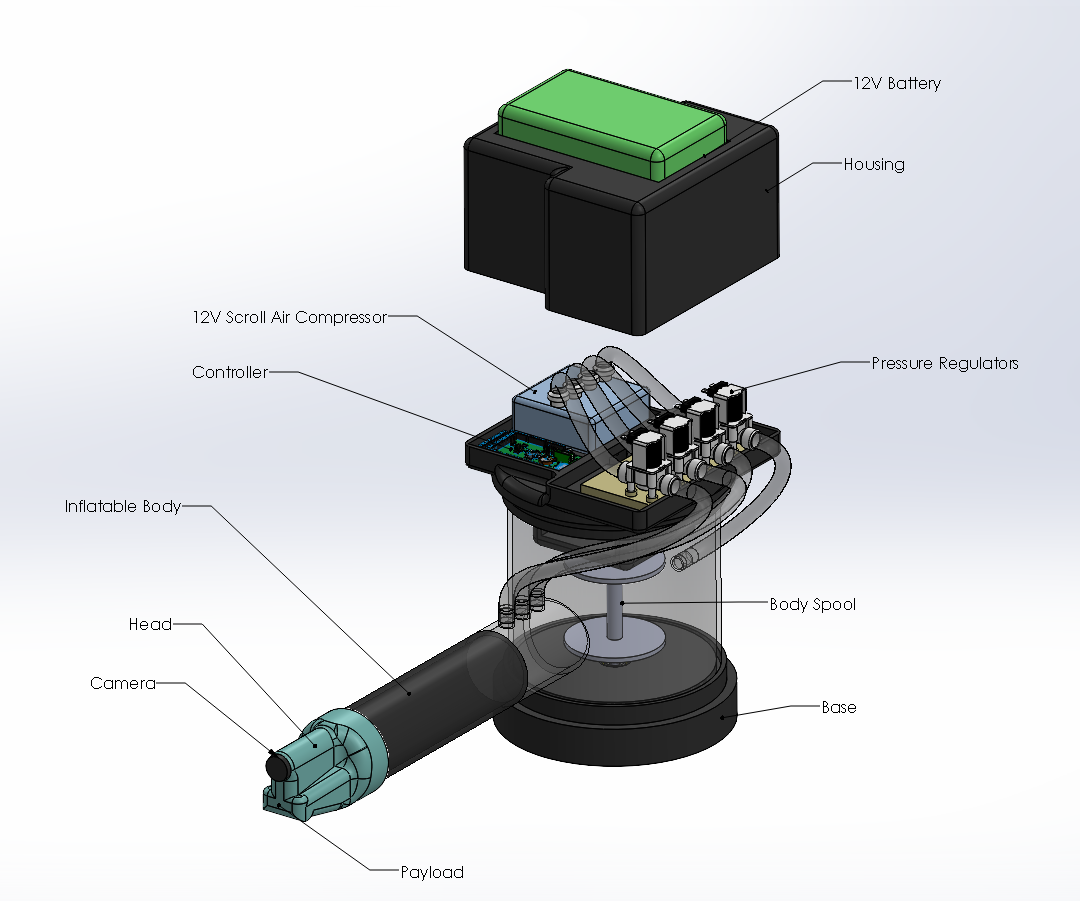 12V Battery
Housing
12V Scroll Air Compressor
Pressure Regulators
Controller
Inflatable Body
Body Spool
Head
Camera
Base
Payload